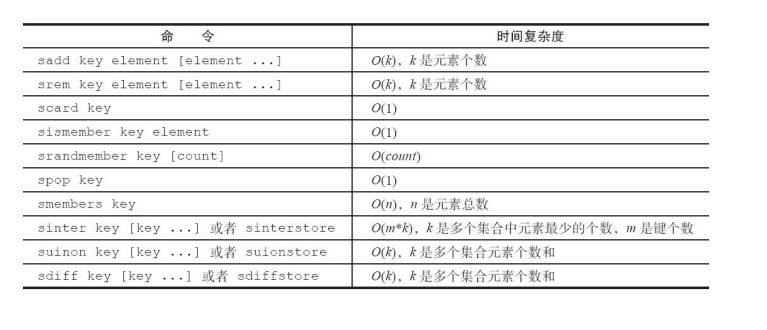 命 令 时间复杂度
sadd key element [element ...] O(k), k 是元素个数
srem key element [element ...] O(k), k 是元素个数
scard key O(1)
sismember key element O(1)
srandmember key [count] O(count)
spop key O(1)
smembers key O(n), n 是元素总数
sinter key [key ...] 或者 sinterstore O(m*k), k 是多个集合中元素最少的个数, m 是键个数
suinon key [key ...] 或者 suionstore O(k), k 是多个集合元素个数和
sdiff key [key ...] 或者 sdiffstore O(k), k 是多个集合元素个数和